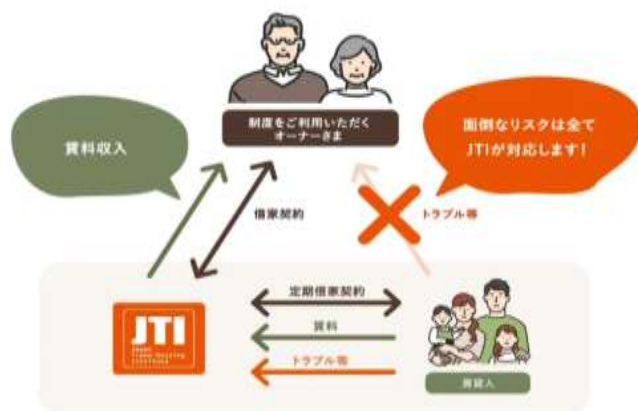 制度をご利用いただく
オーナーさま
賃料収入
面倒なリスクは全て
JTIが対応します！
借家契約
トラブル等
定期借家契約
賃料
トラブル等
JTI
賃貸人